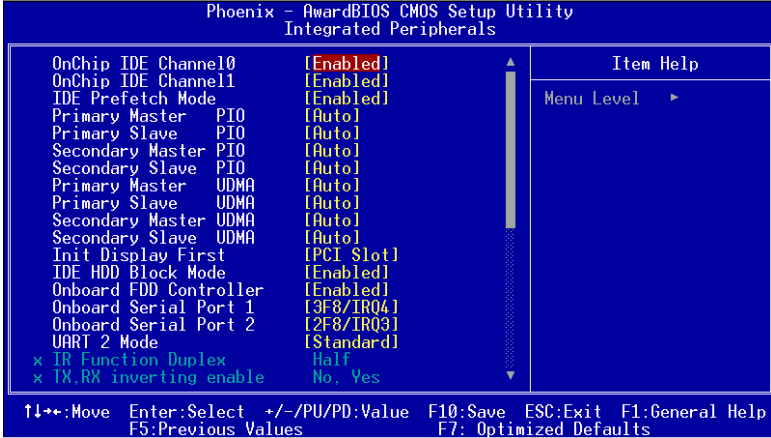 Phoenix - AwardBIOS CMOS Setup Utility
Integrated Peripherals
OnChip IDE Channel0 [Enabled]
OnChip IDE Channel1 [Enabled]
IDE Prefetch Mode [Enabled]
Primary Master PIO [Auto]
Primary Slave PIO [Auto]
Secondary Master PIO [Auto]
Secondary Slave PIO [Auto]
Primary Master UDMA [Auto]
Primary Slave UDMA [Auto]
Secondary Master UDMA [Auto]
Secondary Slave UDMA [Auto]
Init Display First [PCI Slot]
IDE HDD Block Mode [Enabled]
Onboard FDD Controller [Enabled]
Onboard Serial Port 1 [3F8/IRQ4]
Onboard Serial Port 2 [2F8/IRQ3]
UART 2 Mode [Standard]
x IR Function Duplex Half
x TX,RX inverting enable No, Yes
Item Help
Menu Level ►
↑↓→←:Move Enter:Select +/-/PU/PD:Value F10:Save ESC:Exit F1:General Help
F5:Previous Values F7: Optimized Defaults